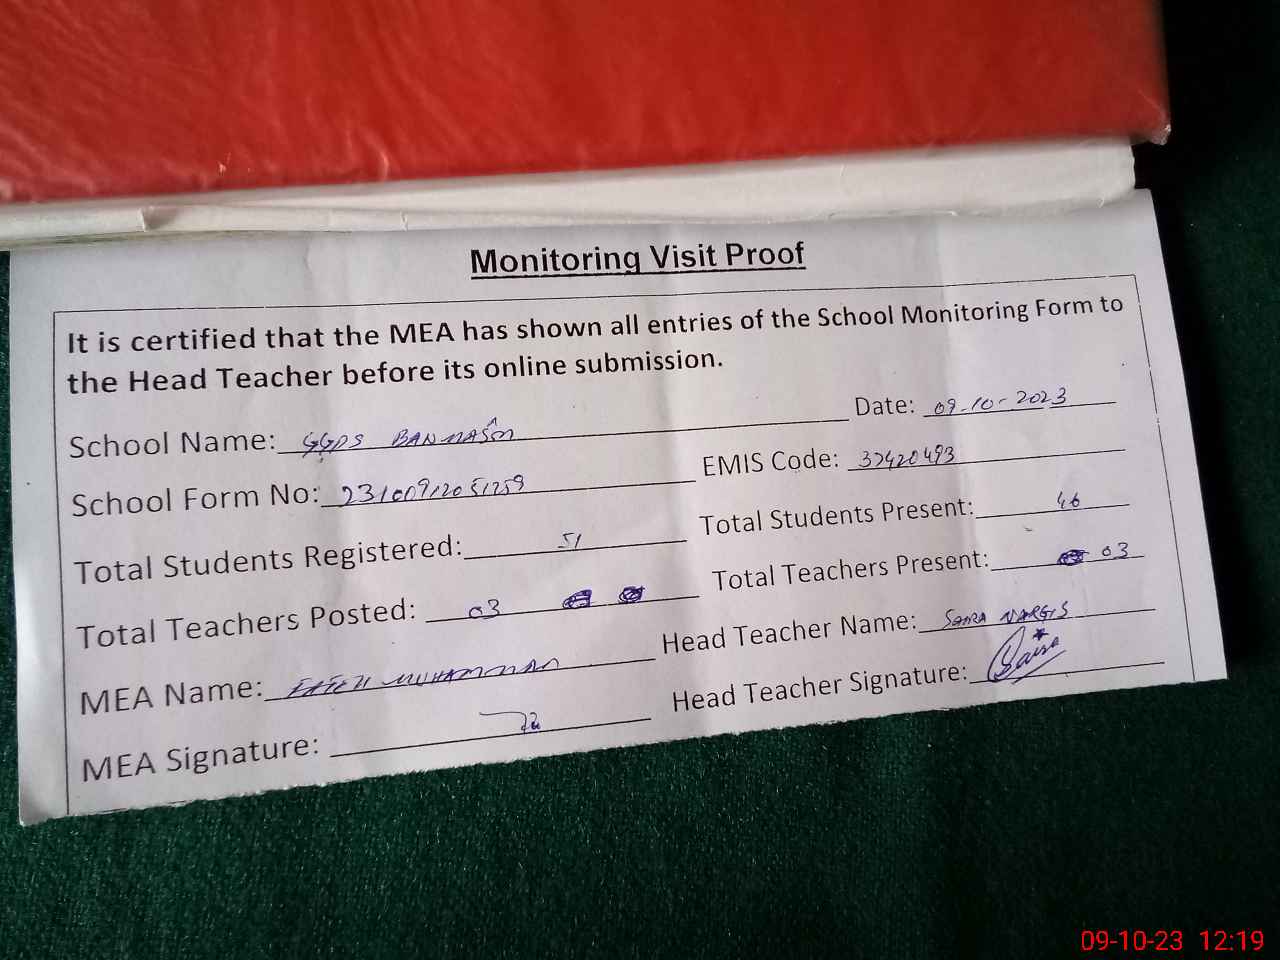 Monitoring Visit Proof
It is certified that the MEA has shown all entries of the School Monitoring Form to
the Head Teacher before its online submission.
School Name: GGPS Date: 09-10-2023
School Form No: EMIS Code: 37420493
Total Students Registered: 51 Total Students Present: 46
Total Teachers Posted: 03 Total Teachers Present: 03
MEA Name: MUHAMMAD Head Teacher Name: SAIRA NARGIS
MEA Signature: Head Teacher Signature: Saira
09-10-23 12:19